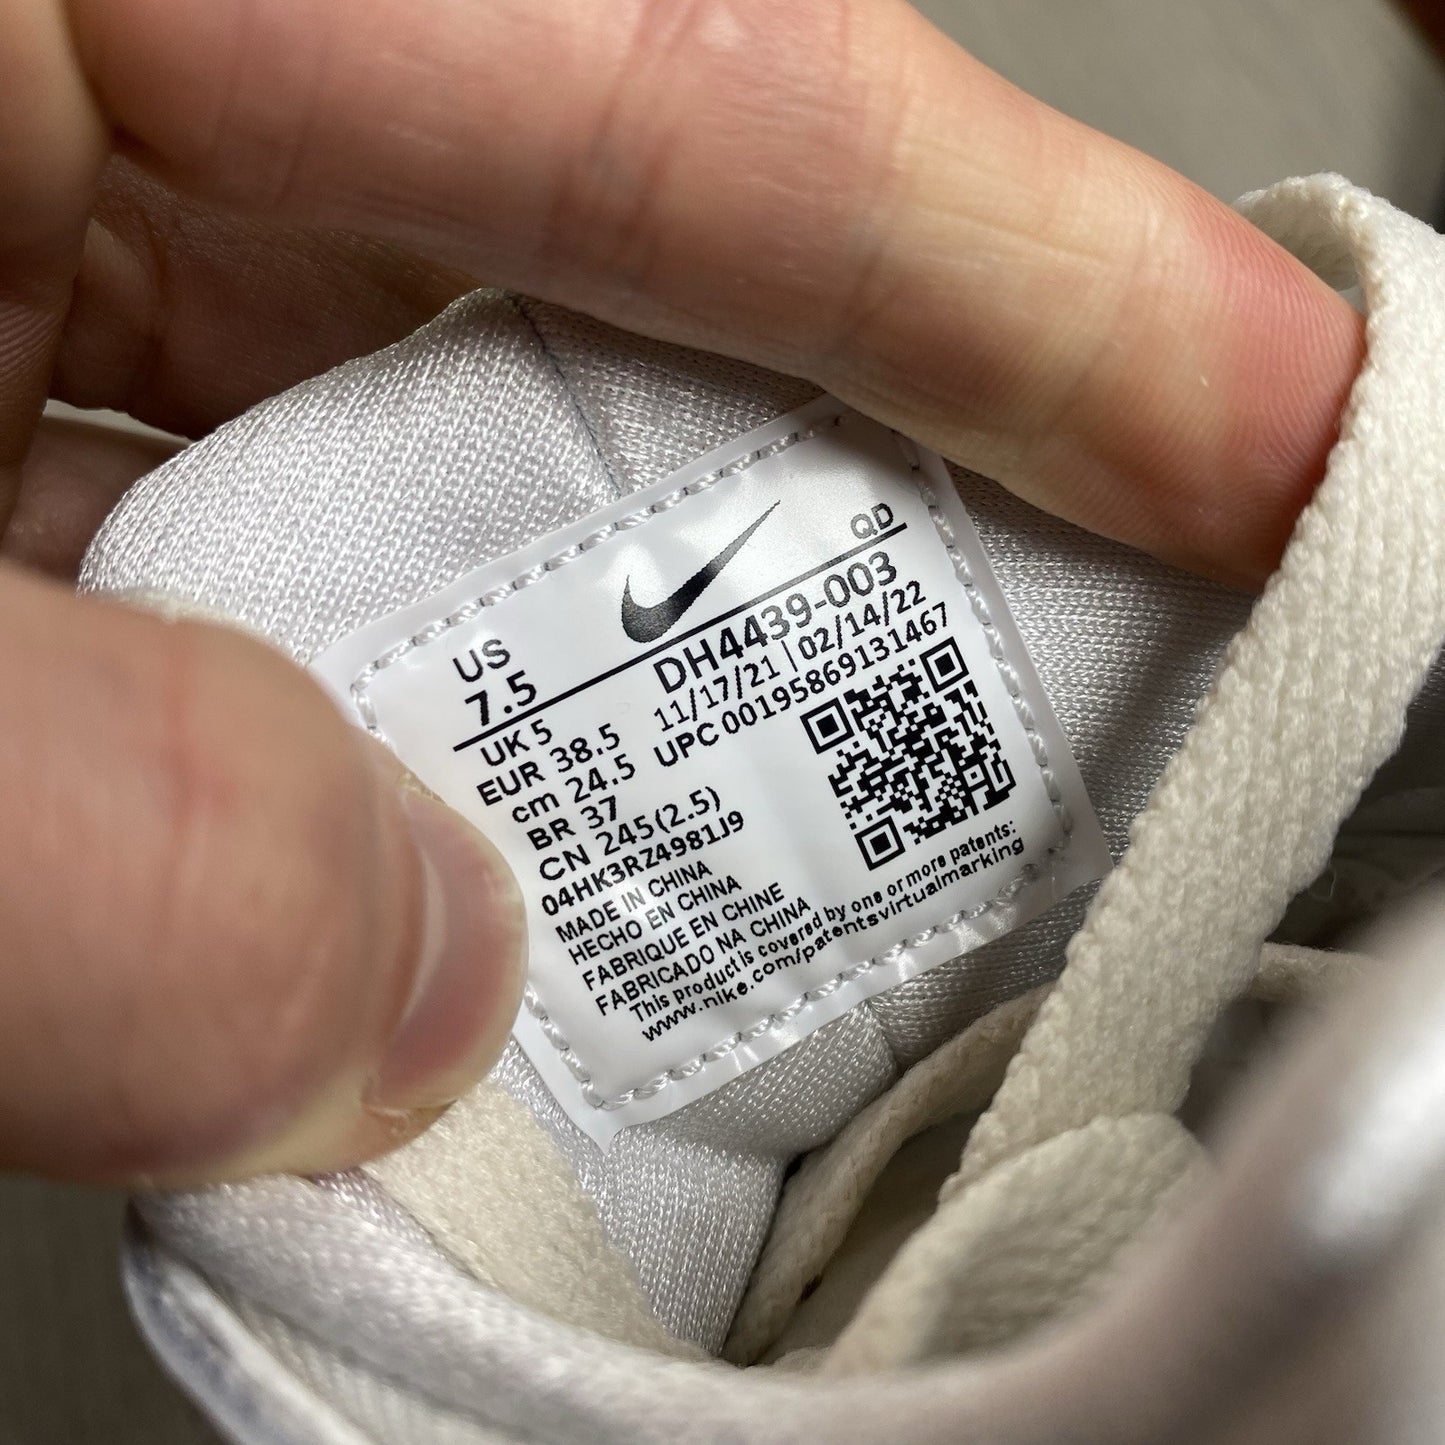 QD
US
7.5
DH4439-003
11/17/21 | 02/14/22
UPC 00195869131467
UK 5
EUR 38.5
cm 24.5
BR 37
CN 245(2.5)
04HK3RZ4981J9
MADE IN CHINA
HECHO EN CHINA
FABRIQUE EN CHINE
FABRICADO NA CHINA
This product is covered by one or more patents:
www.nike.com/patentsvirtualmarking